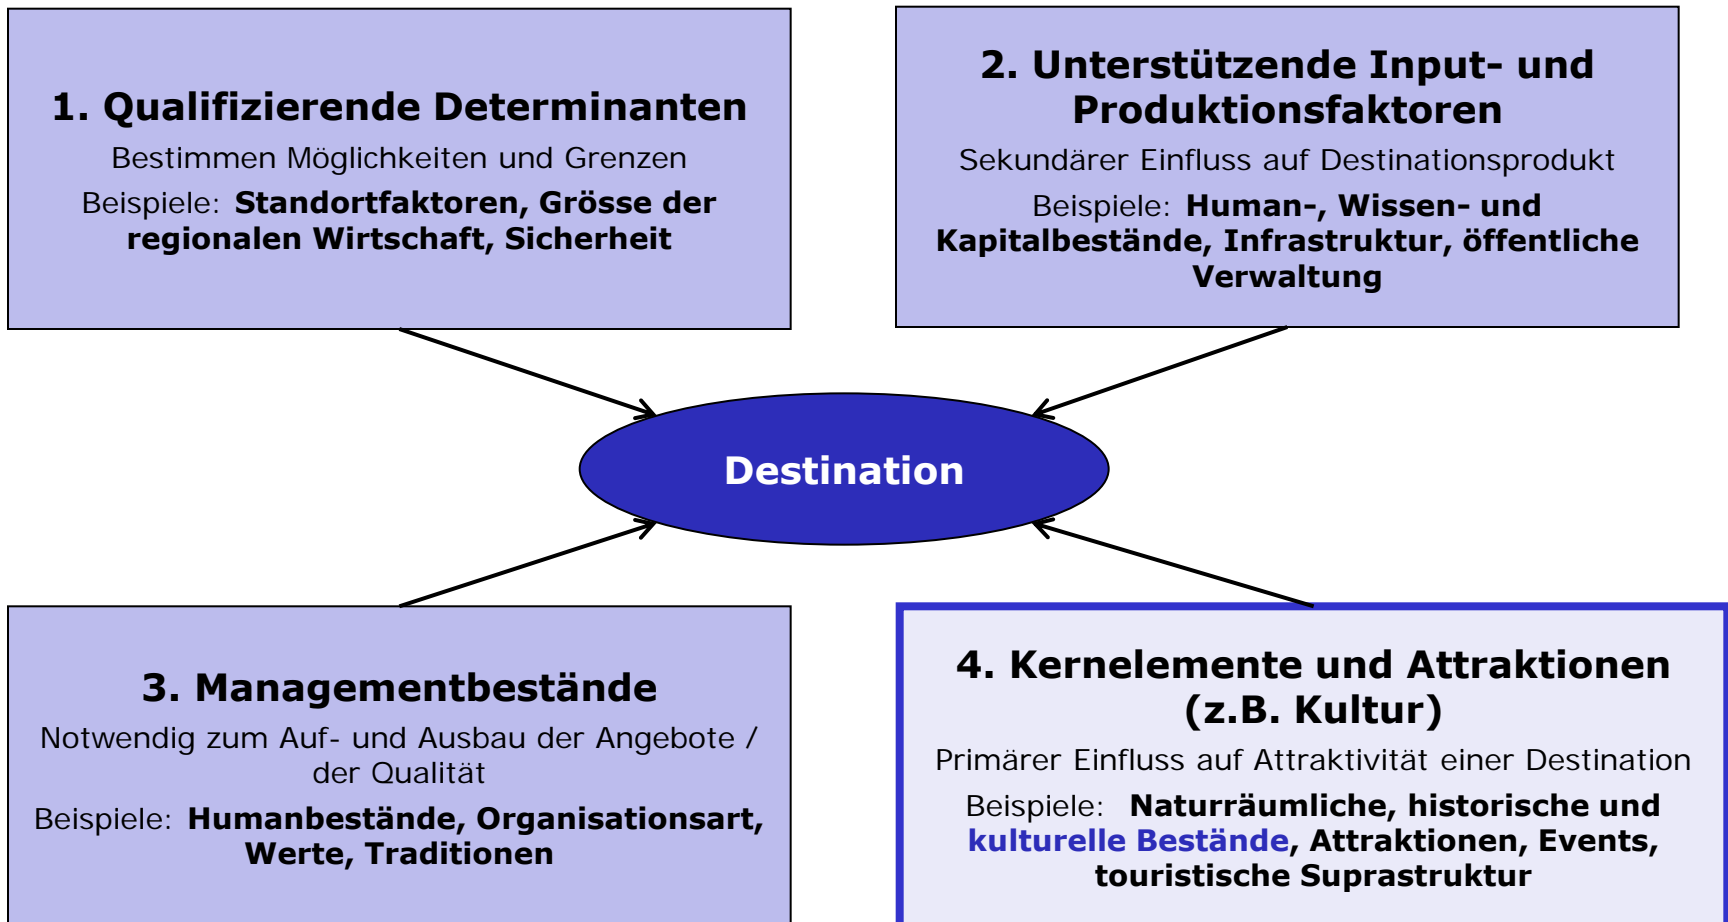 1. Qualifizierende Determinanten
Bestimmen Möglichkeiten und Grenzen
Beispiele: Standortfaktoren, Grösse der
regionalen Wirtschaft, Sicherheit
2. Unterstützende Input- und
Produktionsfaktoren
Sekundärer Einfluss auf Destinationsprodukt
Beispiele: Human-, Wissen- und
Kapitalbestände, Infrastruktur, öffentliche
Verwaltung
Destination
3. Managementbestände
Notwendig zum Auf- und Ausbau der Angebote /
der Qualität
Beispiele: Humanbestände, Organisationsart,
Werte, Traditionen
4. Kernelemente und Attraktionen
(z.B. Kultur)
Primärer Einfluss auf Attraktivität einer Destination
Beispiele: Naturräumliche, historische und
kulturelle Bestände, Attraktionen, Events,
touristische Suprastruktur